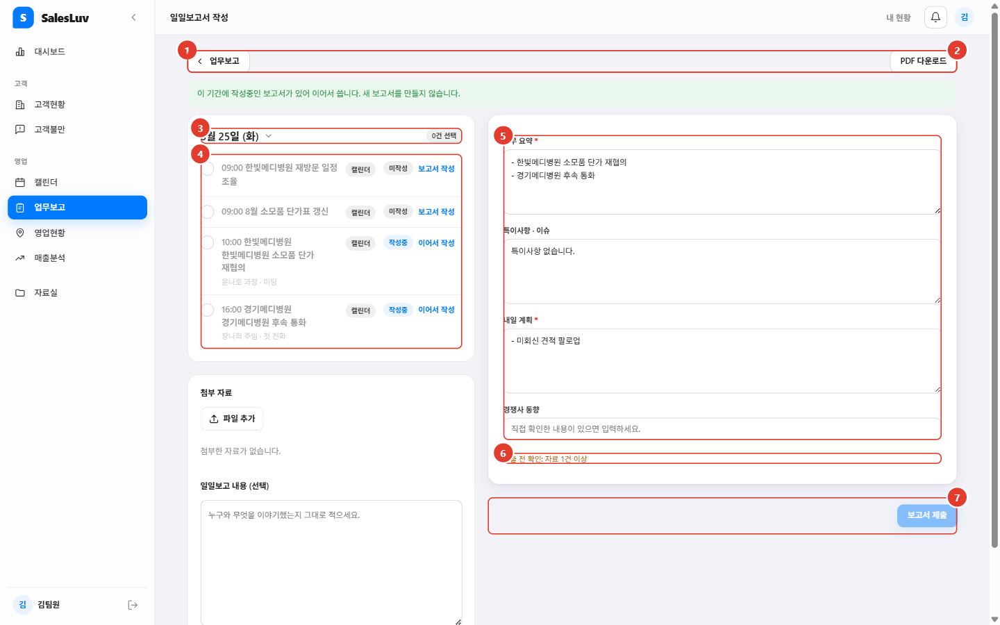 S SalesLuv
대시보드
고객
고객현황
고객불만
영업
캘린더
업무보고
영업현황
매출분석
자료실
김 김팀원
일일보고서 작성
내 현황
김
1
업무보고
2
PDF 다운로드
이 기간에 작성중인 보고서가 있어 이어서 씁니다. 새 보고서를 만들지 않습니다.
3
월 25일 (화)
0건 선택
4
09:00 한빛메디병원 재방문 일정
조율
캘린더 미작성 보고서 작성
09:00 8월 소모품 단가표 갱신 캘린더 미작성 보고서 작성
10:00 한빛메디병원 캘린더 작성중 이어서 작성
한빛메디병원 소모품 단가
재협의
윤나호 과장 · 미팅
16:00 경기메디병원 캘린더 작성중 이어서 작성
경기메디병원 후속 통화
장나희 주임 · 첫 전화
첨부 자료
파일 추가
첨부한 자료가 없습니다.
일일보고 내용 (선택)
누구와 무엇을 이야기했는지 그대로 적으세요.
5
요약 *
- 한빛메디병원 소모품 단가 재협의
- 경기메디병원 후속 통화
특이사항 · 이슈
특이사항 없습니다.
내일 계획 *
- 미회신 견적 팔로업
경쟁사 동향
직접 확인한 내용이 있으면 입력하세요.
6
전 확인: 자료 1건 이상
7
보고서 제출